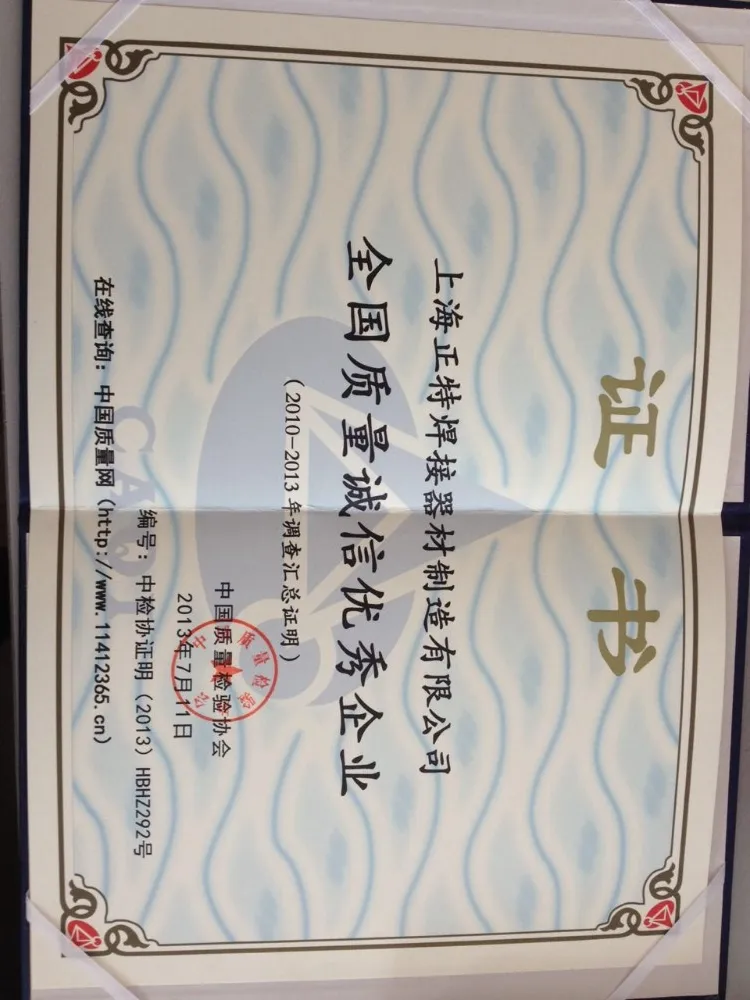 证书
上海正特焊接器材制造有限公司
全国质量诚信优秀企业
(2010-2013年调查汇总证明)
中国质量检验协会
2013年7月11日
编号:中检协证明(2013)HBHZ292号
在线查询:中国质量网(http://www.11412365.cn)